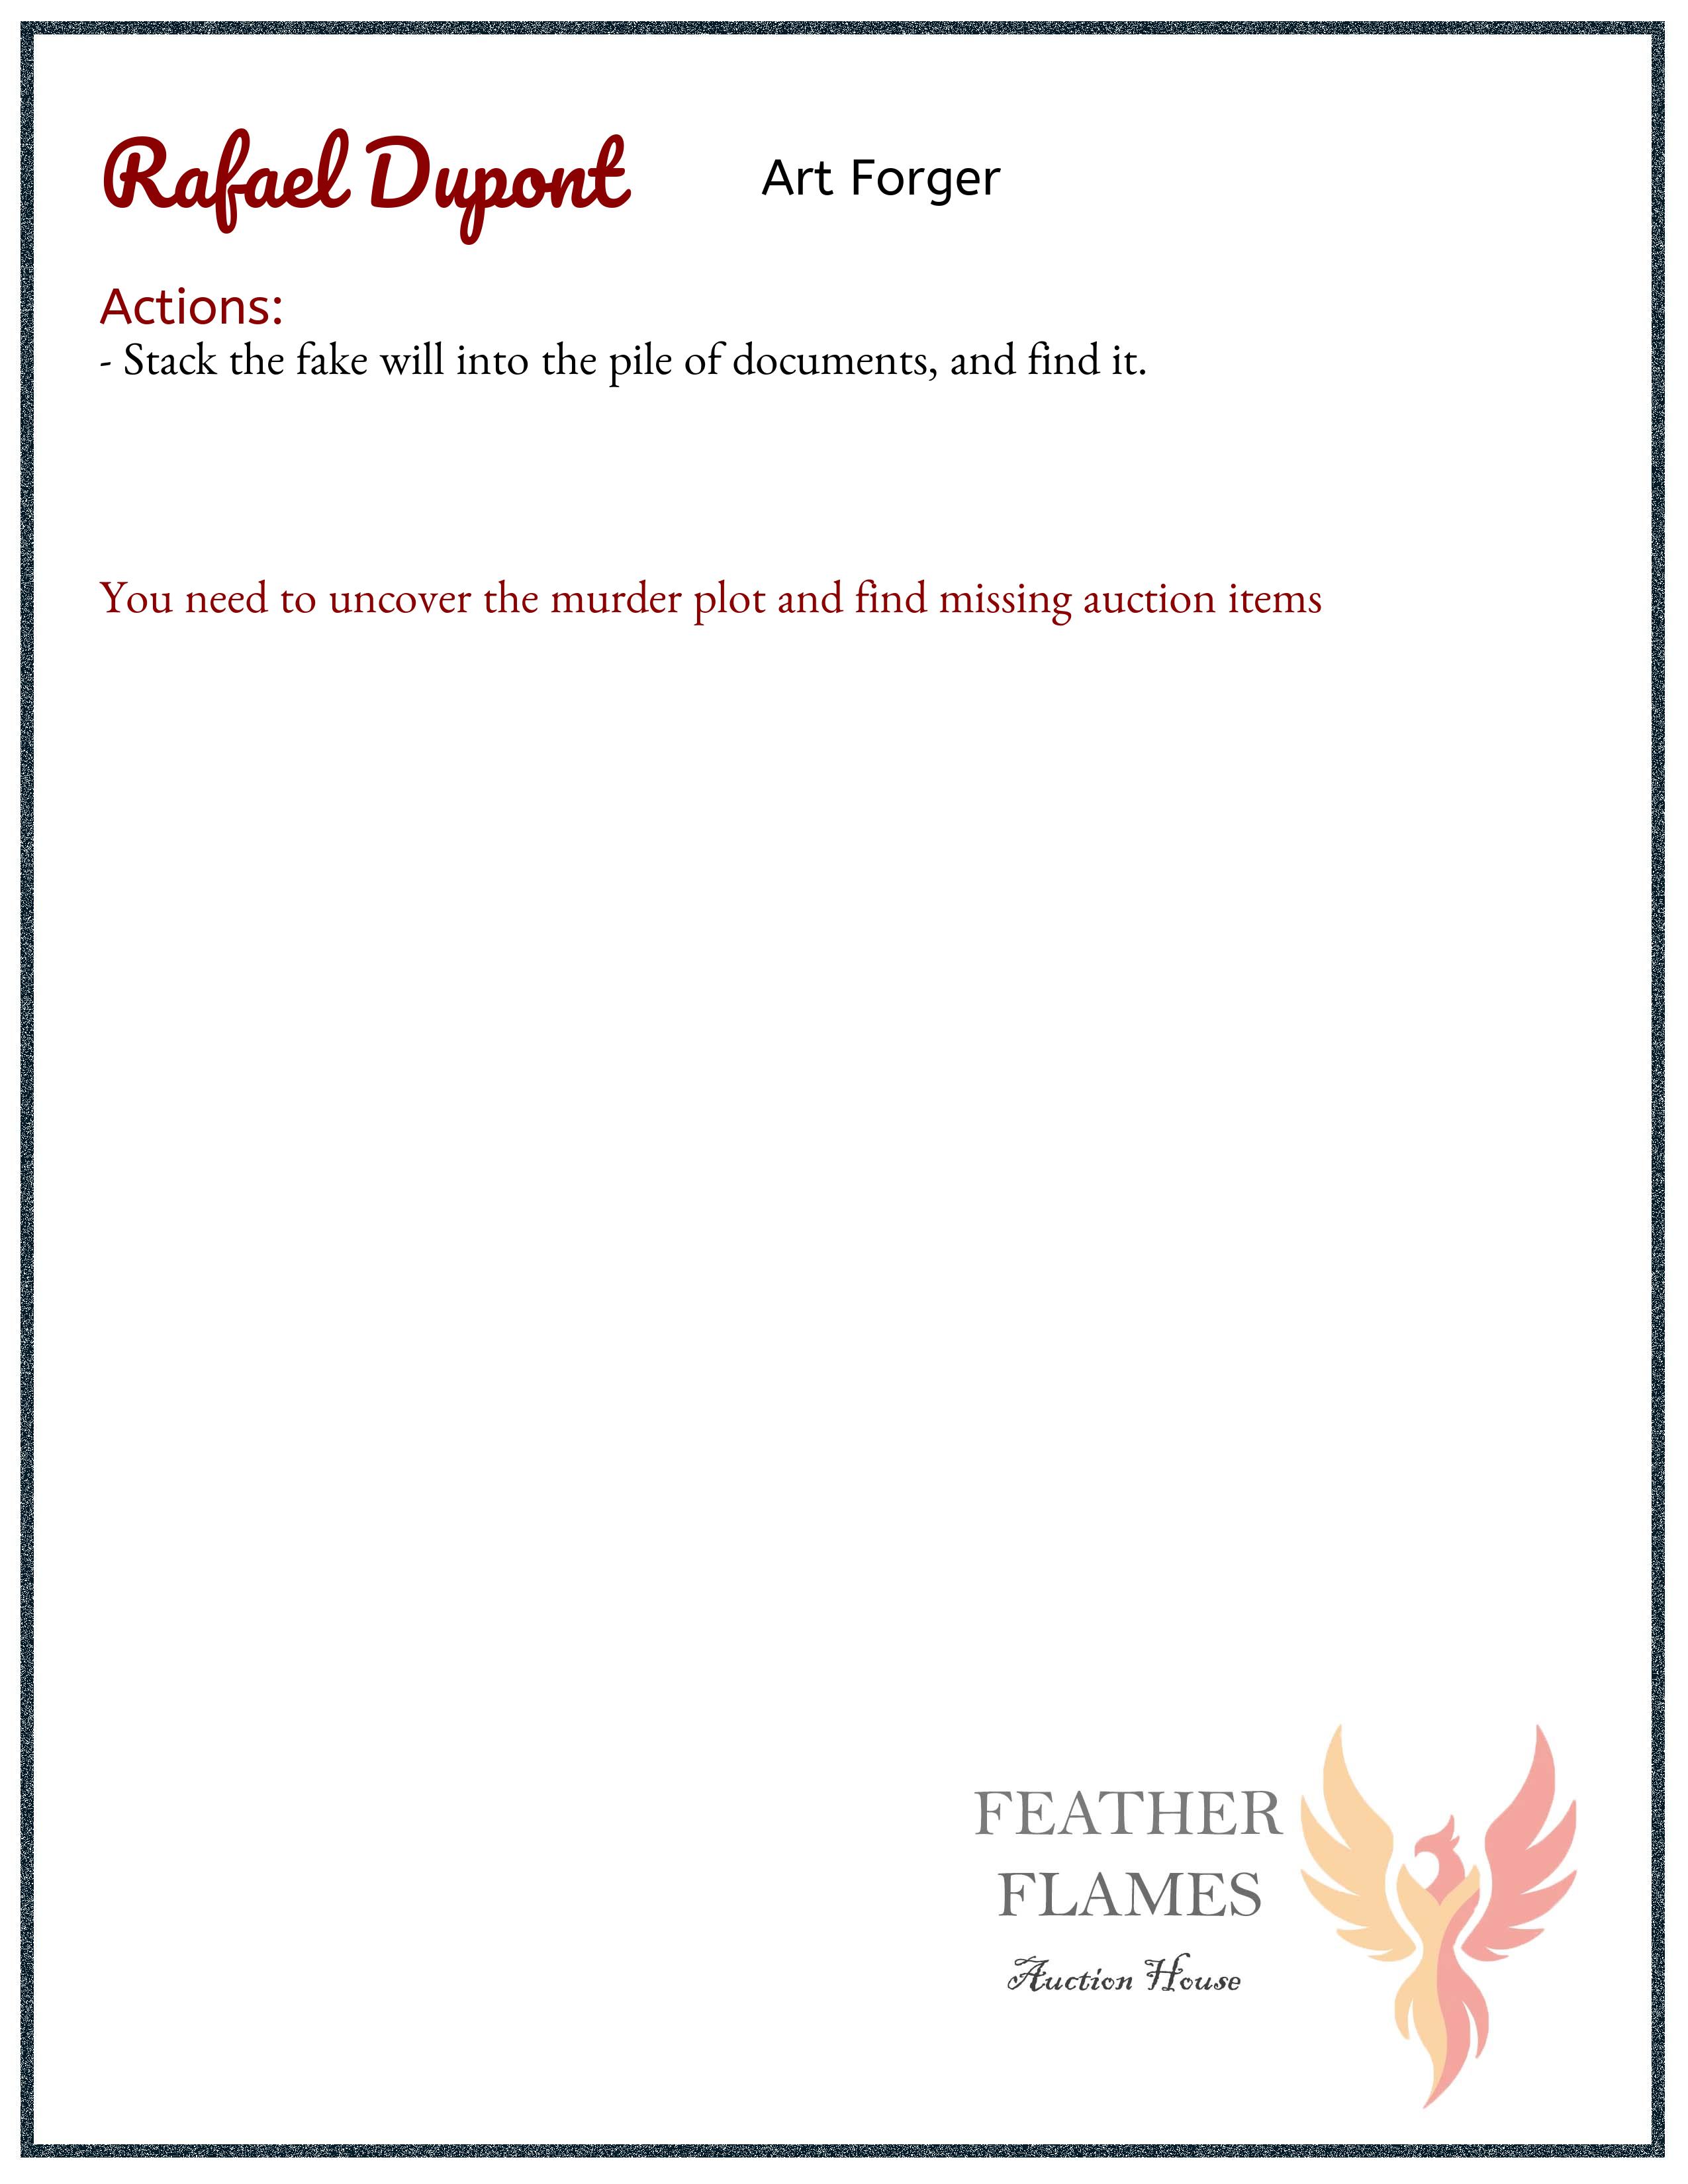 Rafael Dupont Art Forger
Actions:
- Stack the fake will into the pile of documents, and find it.
You need to uncover the murder plot and find missing auction items
FEATHER
FLAMES
Auction House